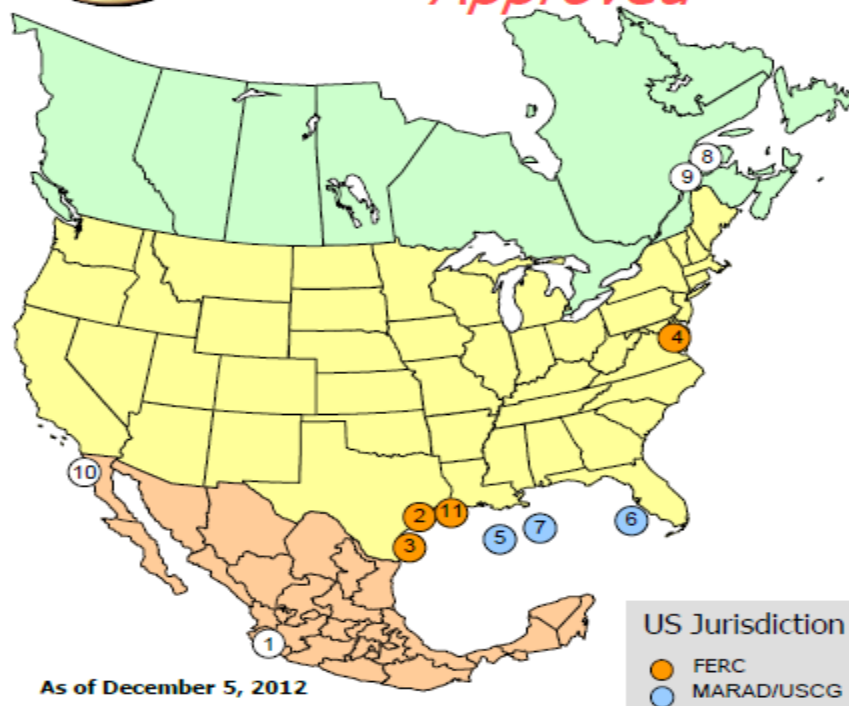 Approved
8
9
4
10
2
11
3
5
7
6
1
US Jurisdiction
FERC
MARAD/USCG
As of December 5, 2012